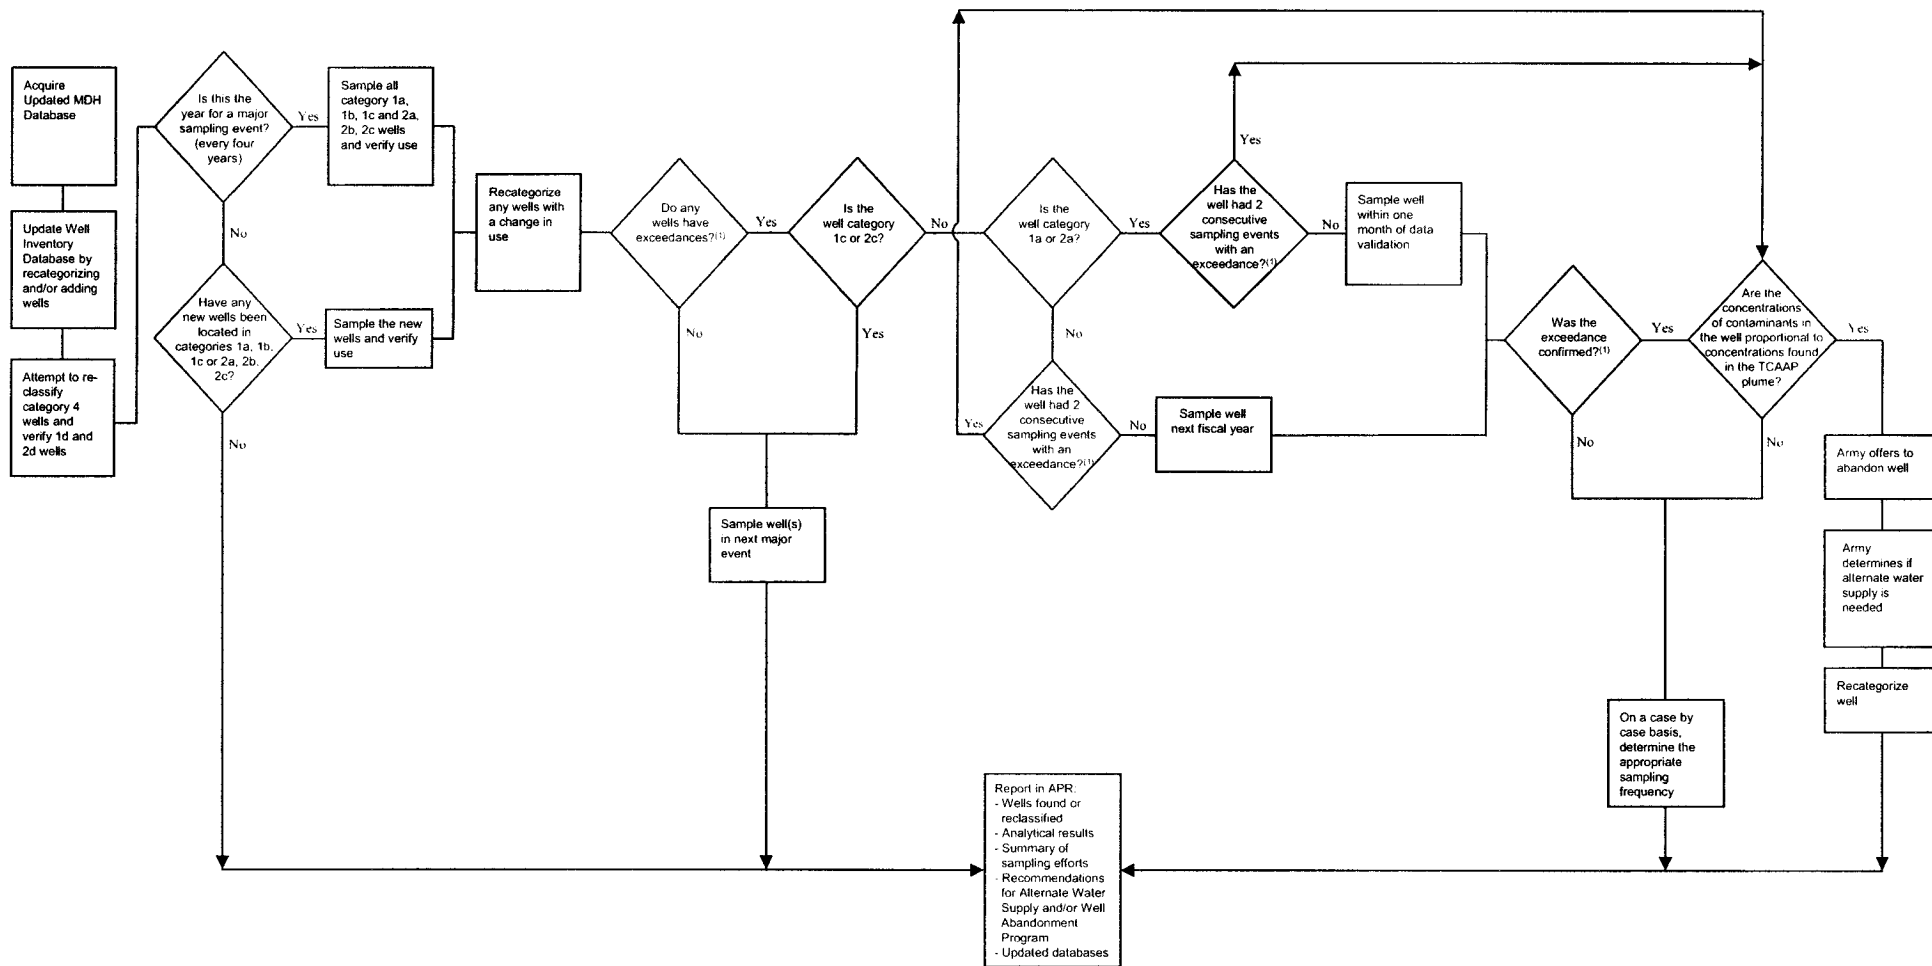 Acquire
Updated MDH
Database
Update Well
Inventory
Database by
recategorizing
and/or adding
wells
Attempt to re-
classify
category 4
wells and
verify 1d and
2d wells
Is this the
year for a major
sampling event?
(every four
years)
Yes
No
Sample all
category 1a,
1b, 1c and 2a,
2b, 2c wells
and verify use
Have any
new wells been
located in
categories 1a, 1b,
1c or 2a, 2b,
2c?
Yes
No
Sample the new
wells and verify
use
Recategorize
any wells with
a change in
use
Do any
wells have
exceedances?(1)
Yes
No
Is the
well category
1c or 2c?
No
Yes
Sample well(s)
in next major
event
Is the
well category
1a or 2a?
Yes
No
Has the
well had 2
consecutive
sampling events
with an
exceedance?(1)
Yes
No
Sample well
within one
month of data
validation
Has the
well had 2
consecutive
sampling events
with an
exceedance?(1)
Yes
No
Sample well
next fiscal year
Was the
exceedance
confirmed?(1)
Yes
No
Are the
concentrations
of contaminants in
the well proportional to
concentrations found
in the TCAAP
plume?
Yes
No
Army offers to
abandon well
Army
determines if
alternate water
supply is
needed
Recategorize
well
On a case by
case basis,
determine the
appropriate
sampling
frequency
Report in APR:
- Wells found or
reclassified
- Analytical results
- Summary of
sampling efforts
- Recommendations
for Alternate Water
Supply and/or Well
Abandonment
Program
- Updated databases